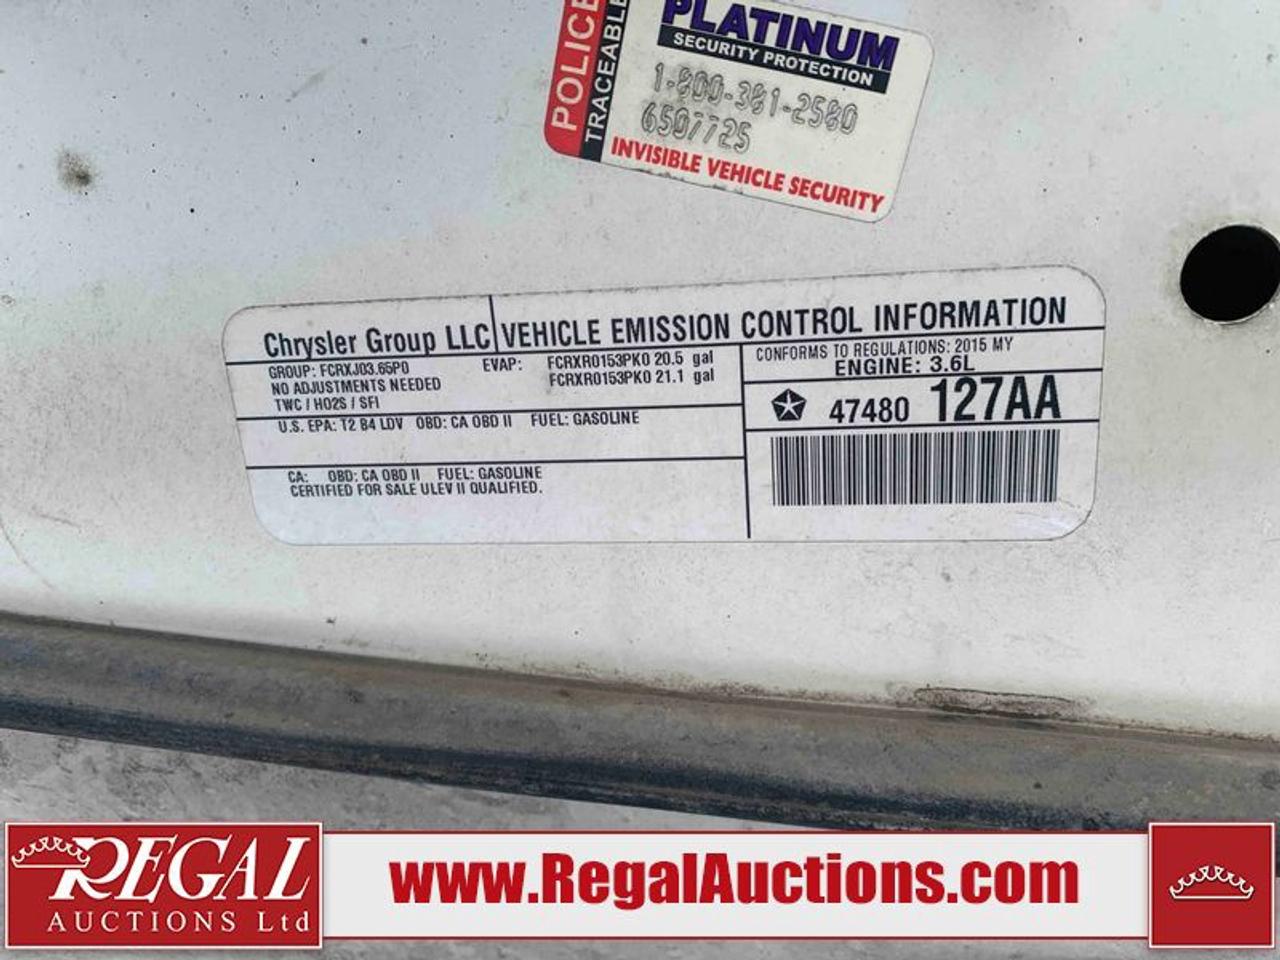 POLICE
TRACEABLE
PLATINUM
SECURITY PROTECTION
1-800-381-2580
6507725
INVISIBLE VEHICLE SECURITY
Chrysler Group LLC VEHICLE EMISSION CONTROL INFORMATION
GROUP: FCRXJ03.65P0
NO ADJUSTMENTS NEEDED
TWC / HO2S / SFI
EVAP: FCRXR0153PK0 20.5 gal
FCRXR0153PK0 21.1 gal
CONFORMS TO REGULATIONS: 2015 MY
ENGINE: 3.6L
47480 127AA
U.S. EPA: T2 B4 LDV OBD: CA OBD II FUEL: GASOLINE
CA: OBD: CA OBD II FUEL: GASOLINE
CERTIFIED FOR SALE ULEV II QUALIFIED.
REGAL
AUCTIONS Ltd
www.RegalAuctions.com